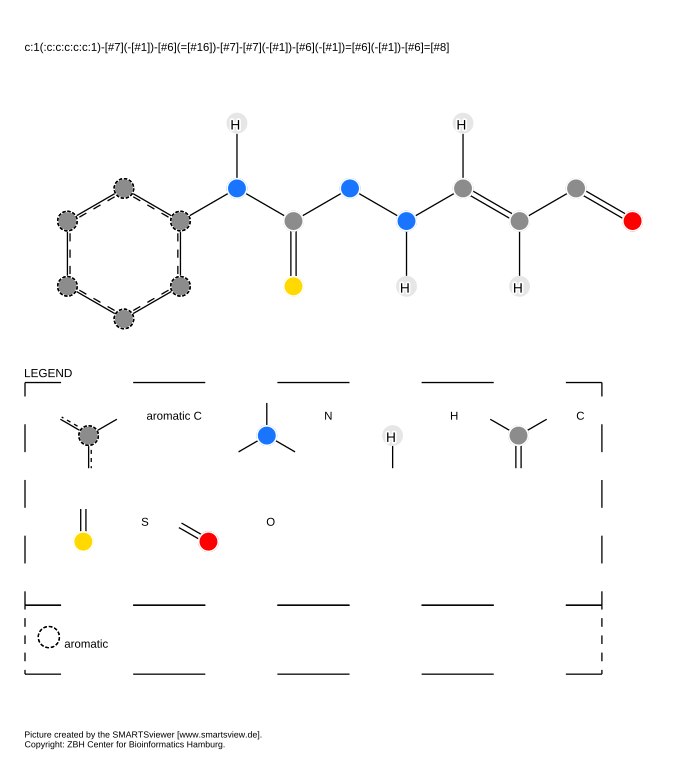 c:1(:c:c:c:c:c:1)-[#7](-[#1])-[#6](=[#16])-[#7]-[#7](-[#1])-[#6](-[#1])=[#6](-[#1])-[#6]=[#8]
H
H
H
H
LEGEND
aromatic C
N
H
H
C
S
O
aromatic
Picture created by the SMARTSviewer [www.smartsview.de].
Copyright: ZBH Center for Bioinformatics Hamburg.